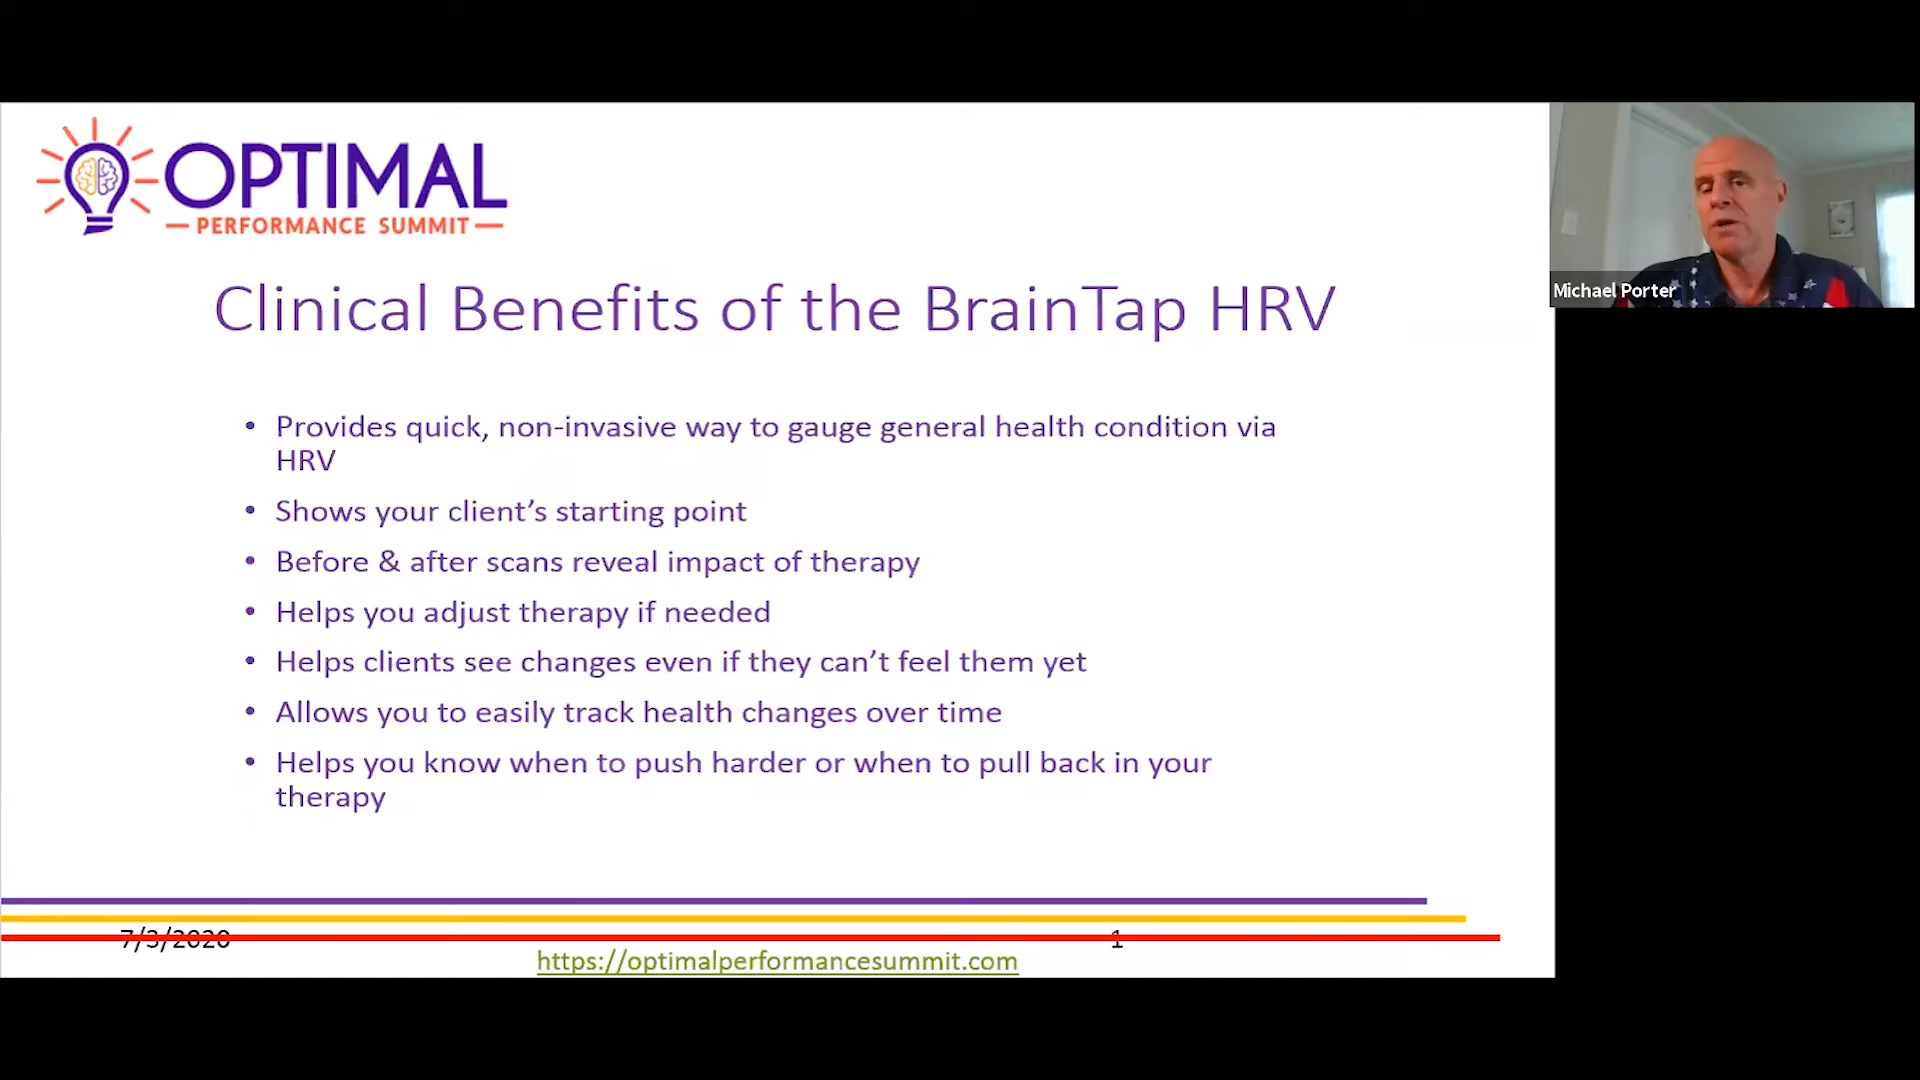 OPTIMAL
PERFORMANCE SUMMIT
Clinical Benefits of the BrainTap HRV
• Provides quick, non-invasive way to gauge general health condition via
HRV
• Shows your client’s starting point
• Before & after scans reveal impact of therapy
• Helps you adjust therapy if needed
• Helps clients see changes even if they can’t feel them yet
• Allows you to easily track health changes over time
• Helps you know when to push harder or when to pull back in your
therapy
7/3/2020
1
https://optimalperformancesummit.com
Michael Porter